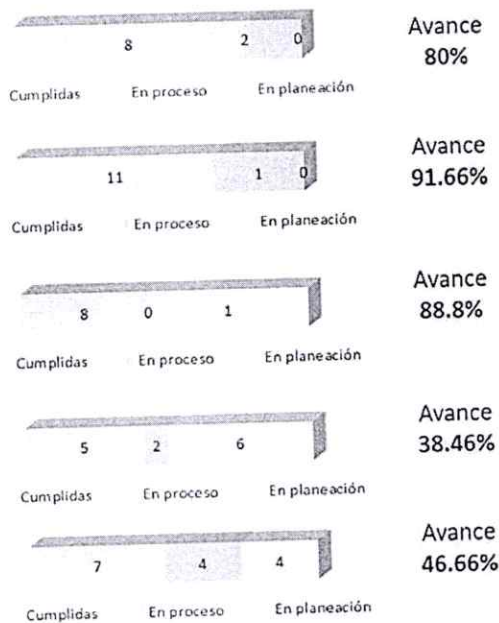 8 2 0
Avance
80%
Cumplidas En proceso En planeación
11 1 0
Avance
91.66%
Cumplidas En proceso En planeación
8 0 1
Avance
88.8%
Cumplidas En proceso En planeación
5 2 6
Avance
38.46%
Cumplidas En proceso En planeación
7 4 4
Avance
46.66%
Cumplidas En proceso En planeación